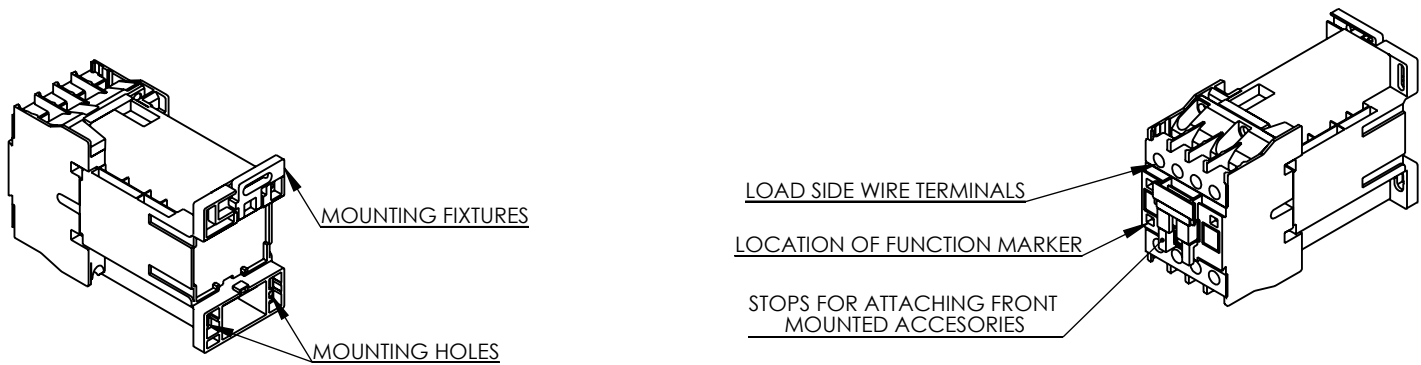 MOUNTING FIXTURES
MOUNTING HOLES
LOAD SIDE WIRE TERMINALS
LOCATION OF FUNCTION MARKER
STOPS FOR ATTACHING FRONT
MOUNTED ACCESORIES